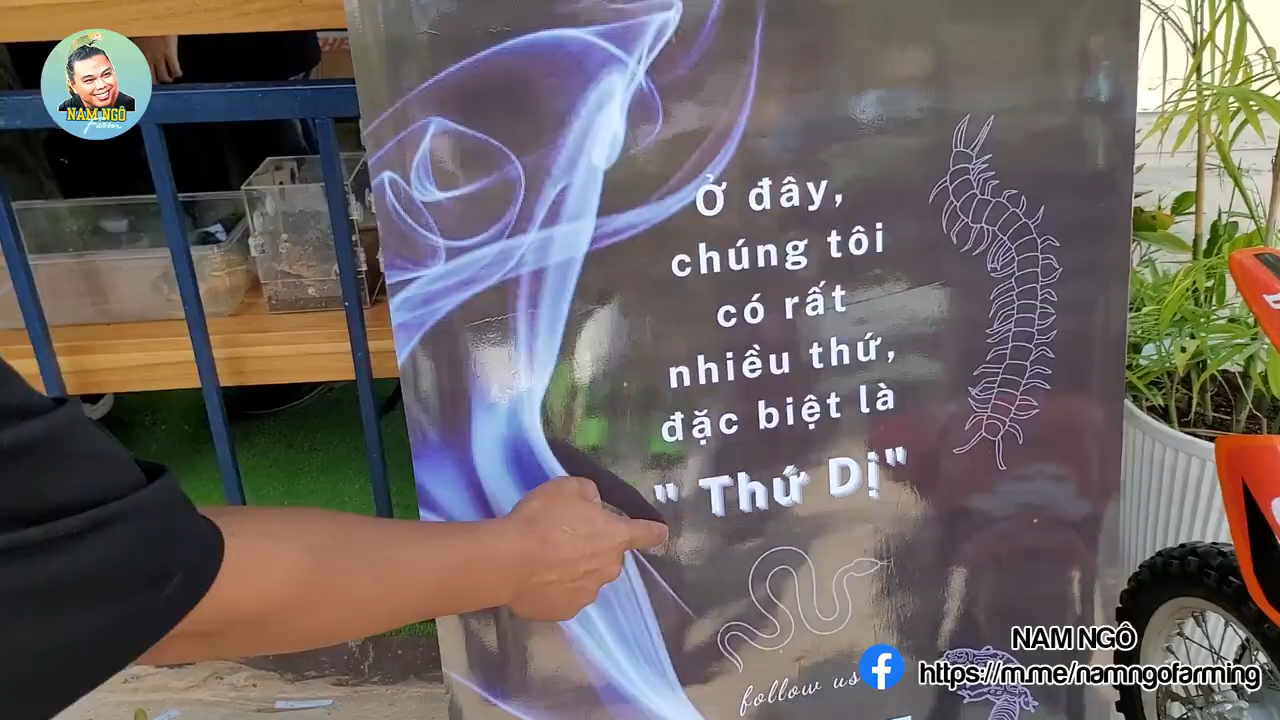 NAM NGÔ
Farm
Ở đây,
chúng tôi
có rất
nhiều thứ,
đặc biệt là
" Thứ Dị"
follow us
NAM NGÔ
https://m.me/namngofarming